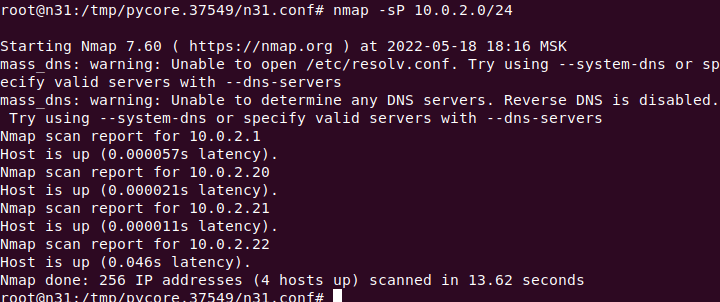 root@n31:/tmp/pycore.37549/n31.conf# nmap -sP 10.0.2.0/24
Starting Nmap 7.60 ( https://nmap.org ) at 2022-05-18 18:16 MSK
mass_dns: warning: Unable to open /etc/resolv.conf. Try using --system-dns or sp
ecify valid servers with --dns-servers
mass_dns: warning: Unable to determine any DNS servers. Reverse DNS is disabled.
 Try using --system-dns or specify valid servers with --dns-servers
Nmap scan report for 10.0.2.1
Host is up (0.000057s latency).
Nmap scan report for 10.0.2.20
Host is up (0.000021s latency).
Nmap scan report for 10.0.2.21
Host is up (0.000011s latency).
Nmap scan report for 10.0.2.22
Host is up (0.046s latency).
Nmap done: 256 IP addresses (4 hosts up) scanned in 13.62 seconds
root@n31:/tmp/pycore.37549/n31.conf#